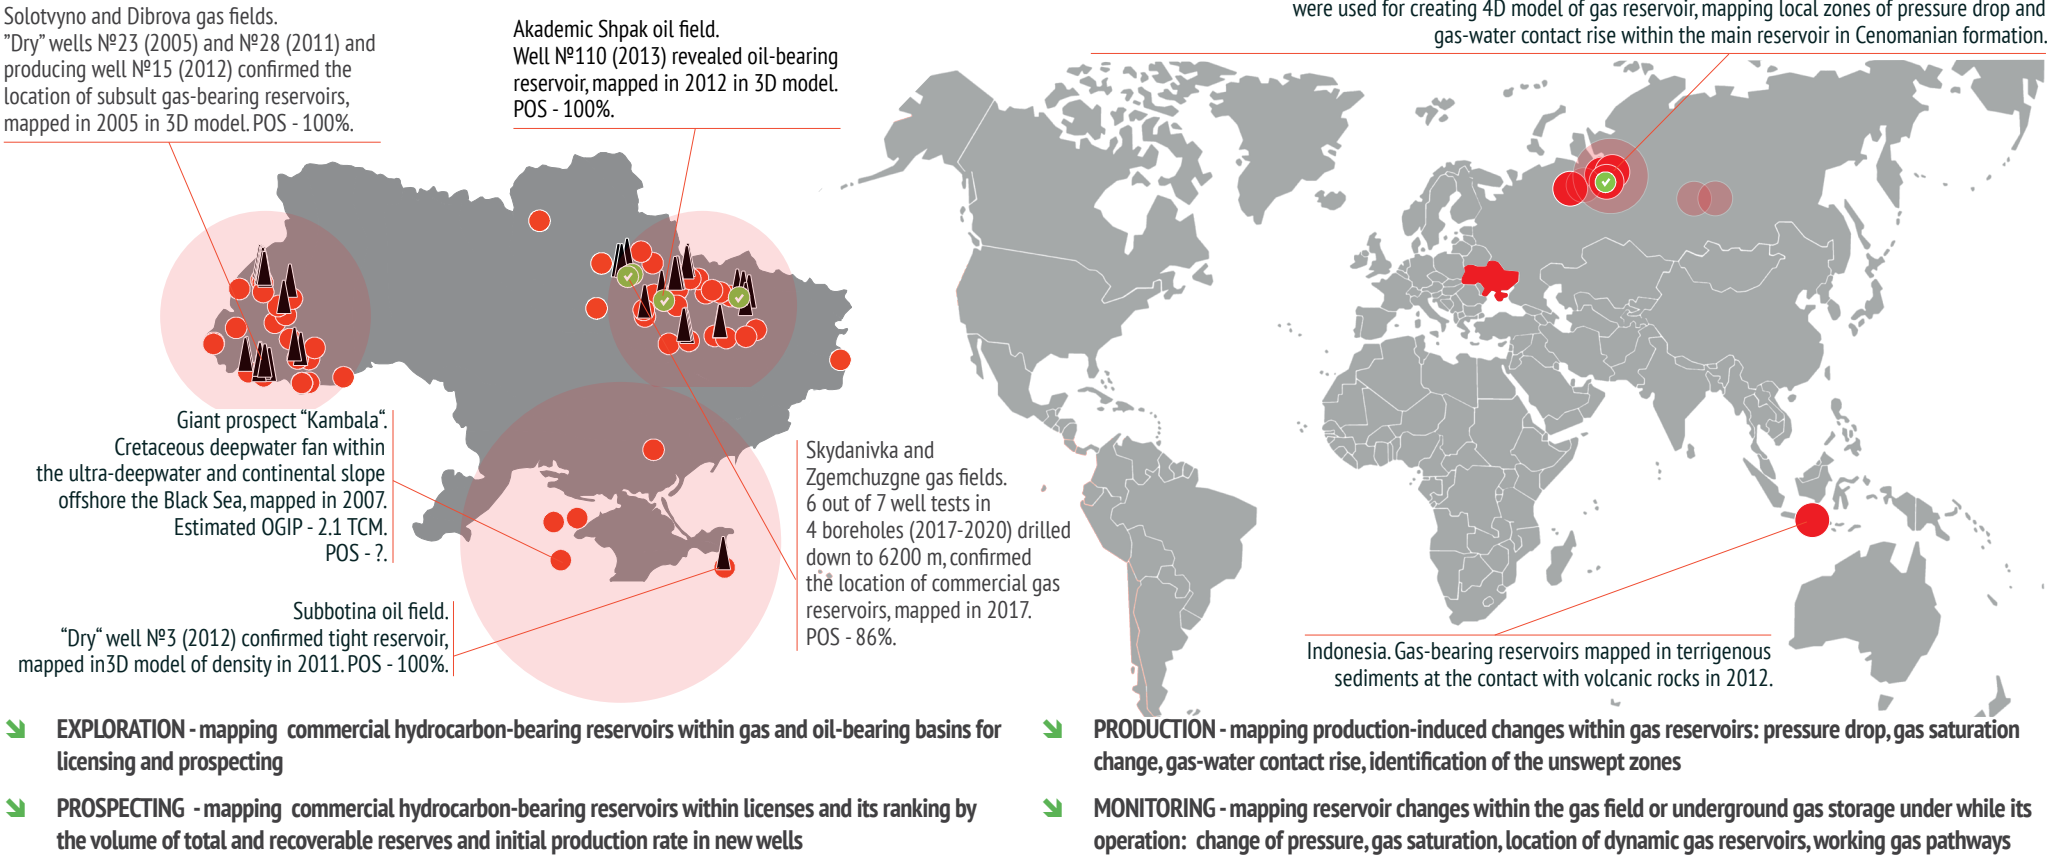 Solotvyno and Dibrova gas fields.
"Dry" wells №23 (2005) and №28 (2011) and
producing well №15 (2012) confirmed the
location of subsult gas-bearing reservoirs,
mapped in 2005 in 3D model. POS - 100%.
Akademic Shpak oil field.
Well №110 (2013) revealed oil-bearing
reservoir, mapped in 2012 in 3D model.
POS - 100%.
were used for creating 4D model of gas reservoir, mapping local zones of pressure drop and
gas-water contact rise within the main reservoir in Cenomanian formation.
Giant prospect "Kambala".
Cretaceous deepwater fan within
the ultra-deepwater and continental slope
offshore the Black Sea, mapped in 2007.
Estimated OGIP - 2.1 TCM.
POS - ?.
Subbotina oil field.
"Dry" well №3 (2012) confirmed tight reservoir,
mapped in3D model of density in 2011. POS - 100%.
Skydanivka and
Zgemchuzgne gas fields.
6 out of 7 well tests in
4 boreholes (2017-2020) drilled
down to 6200 m, confirmed
the location of commercial gas
reservoirs, mapped in 2017.
POS - 86%.
Indonesia. Gas-bearing reservoirs mapped in terrigenous
sediments at the contact with volcanic rocks in 2012.
EXPLORATION - mapping commercial hydrocarbon-bearing reservoirs within gas and oil-bearing basins for
licensing and prospecting
PROSPECTING - mapping commercial hydrocarbon-bearing reservoirs within licenses and its ranking by
the volume of total and recoverable reserves and initial production rate in new wells
PRODUCTION - mapping production-induced changes within gas reservoirs: pressure drop, gas saturation
change, gas-water contact rise, identification of the unswept zones
MONITORING - mapping reservoir changes within the gas field or underground gas storage under while its
operation: change of pressure, gas saturation, location of dynamic gas reservoirs, working gas pathways